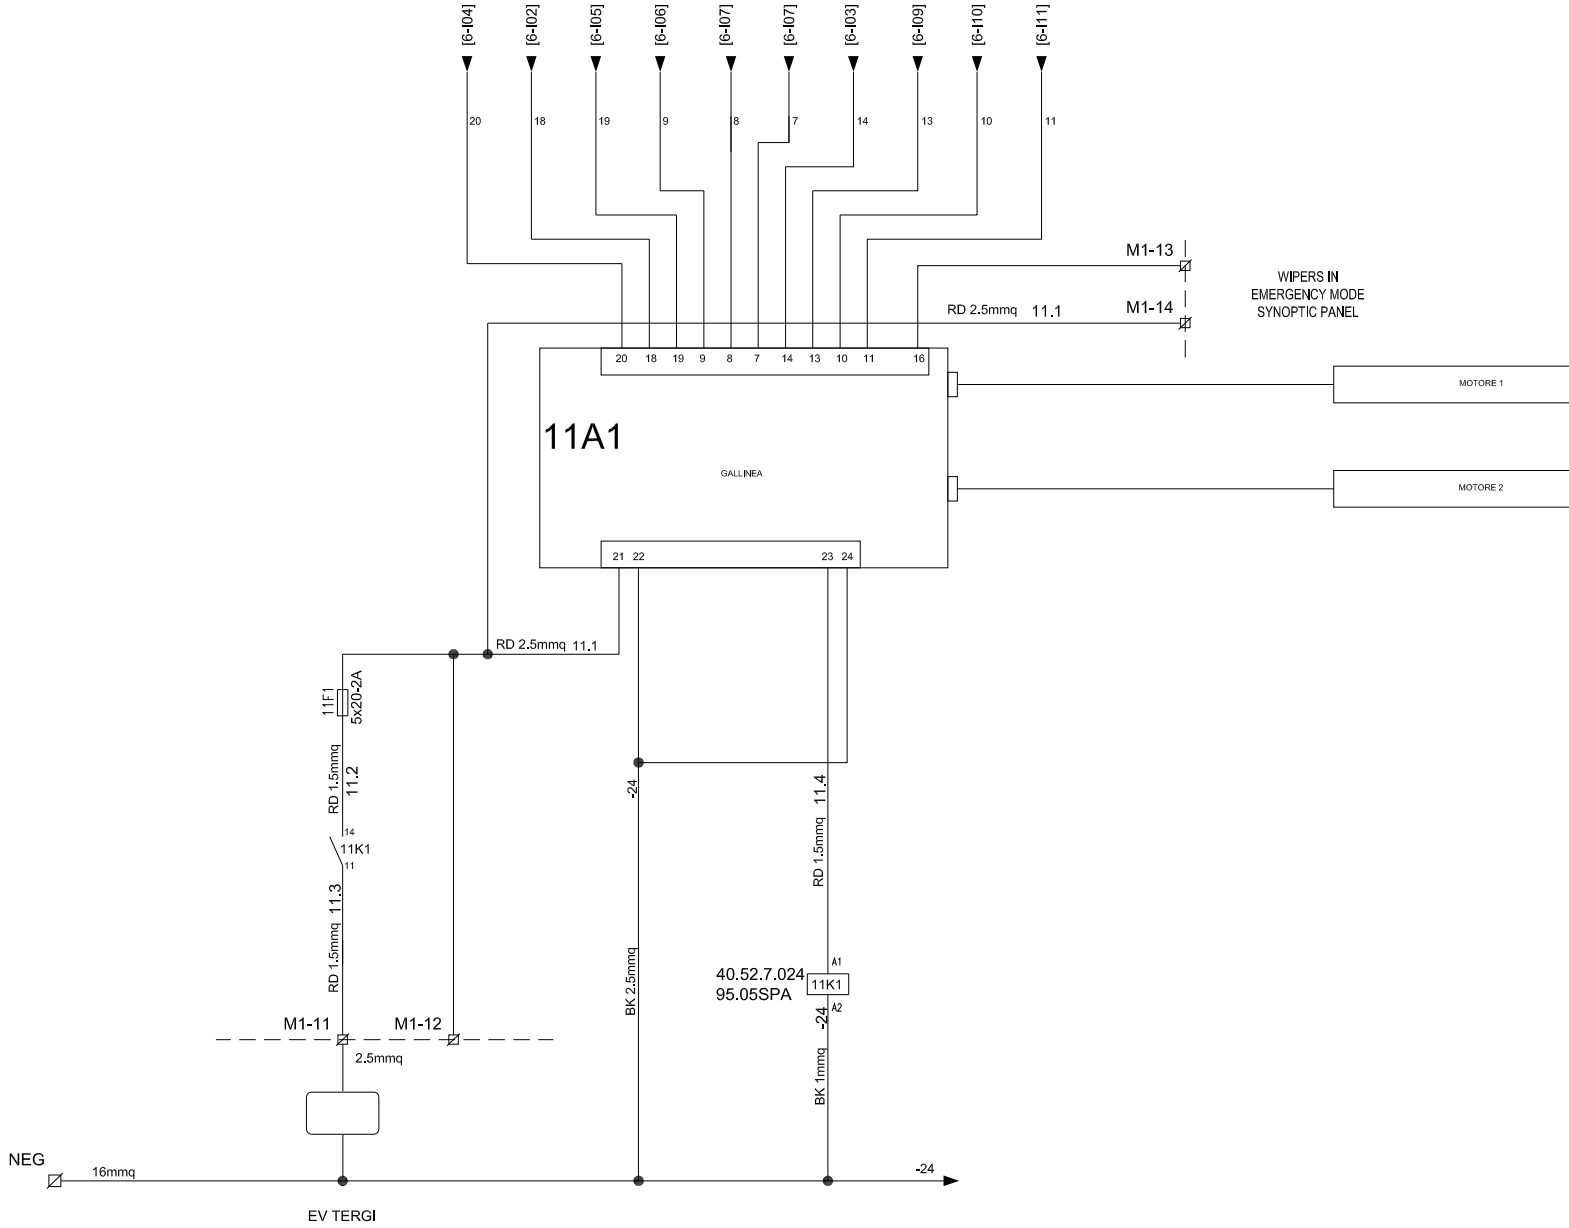 [6-I04]
[6-I02]
[6-I05]
[6-I06]
[6-I07]
[6-I07]
[6-I03]
[6-I09]
[6-I10]
[6-I11]
20
18
19
9
8
7
14
13
10
11
M1-13
WIPERS IN
EMERGENCY MODE
SYNOPTIC PANEL
RD 2.5mmq 11.1
M1-14
20
18
19
9
8
7
14
13
10
11
16
MOTORE 1
11A1
GALLINEA
MOTORE 2
21
22
23
24
RD 2.5mmq 11.1
11F1
5x20-2A
RD 1.5mmq
11.2
-24
11.4
14
11K1
11
RD 1.5mmq
RD 1.5mmq 11.3
BK 2.5mmq
40.52.7.024
95.05SPA
A1
11K1
A2
-24
M1-11
M1-12
2.5mmq
BK 1mmq
NEG
16mmq
-24
EV TERGI